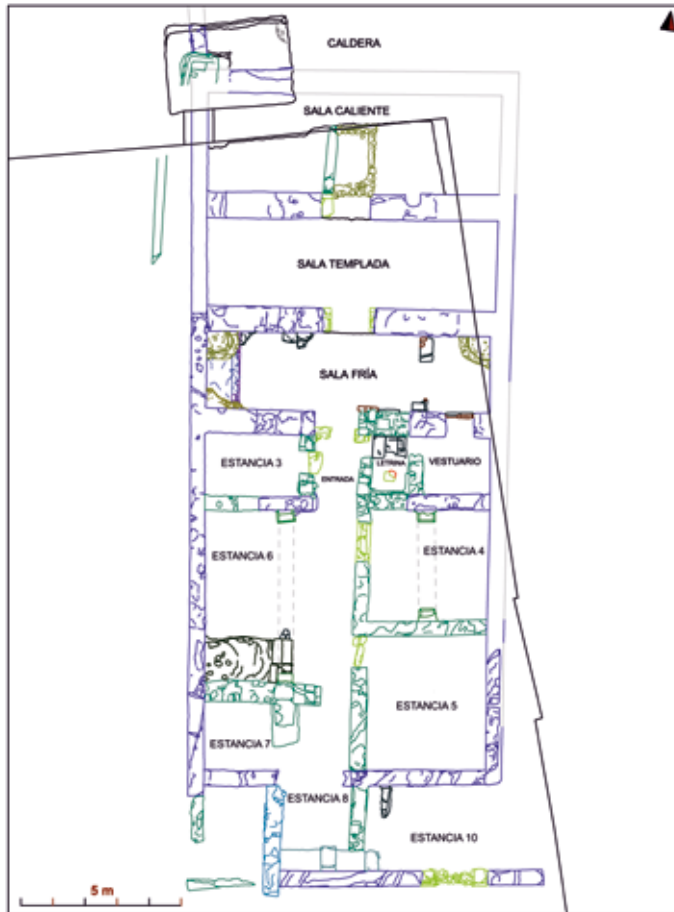 CALDERA
SALA CALIENTE
SALA TEMPLADA
SALA FRÍA
ESTANCIA 3
ENTRADA
LETRINA
VESTUARIO
ESTANCIA 6
ESTANCIA 4
ESTANCIA 5
ESTANCIA 7
ESTANCIA 8
ESTANCIA 10
5 m